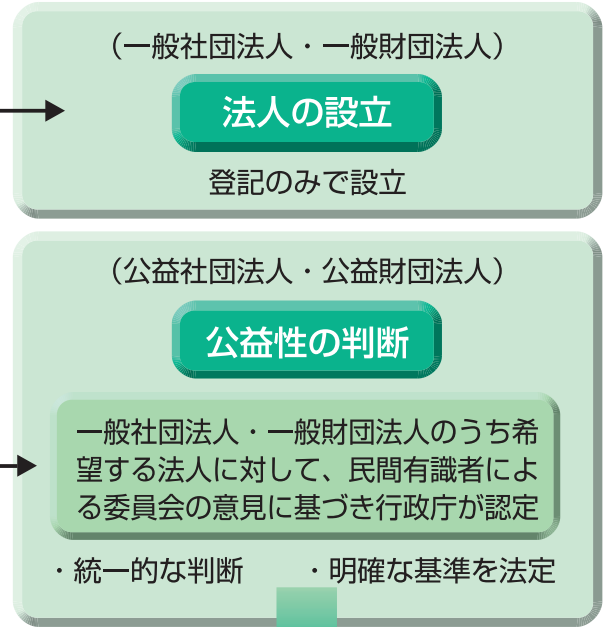 （一般社団法人・一般財団法人）
法人の設立
登記のみで設立
（公益社団法人・公益財団法人）
公益性の判断
一般社団法人・一般財団法人のうち希
望する法人に対して、民間有識者によ
る委員会の意見に基づき行政庁が認定
・統一的な判断　・明確な基準を法定